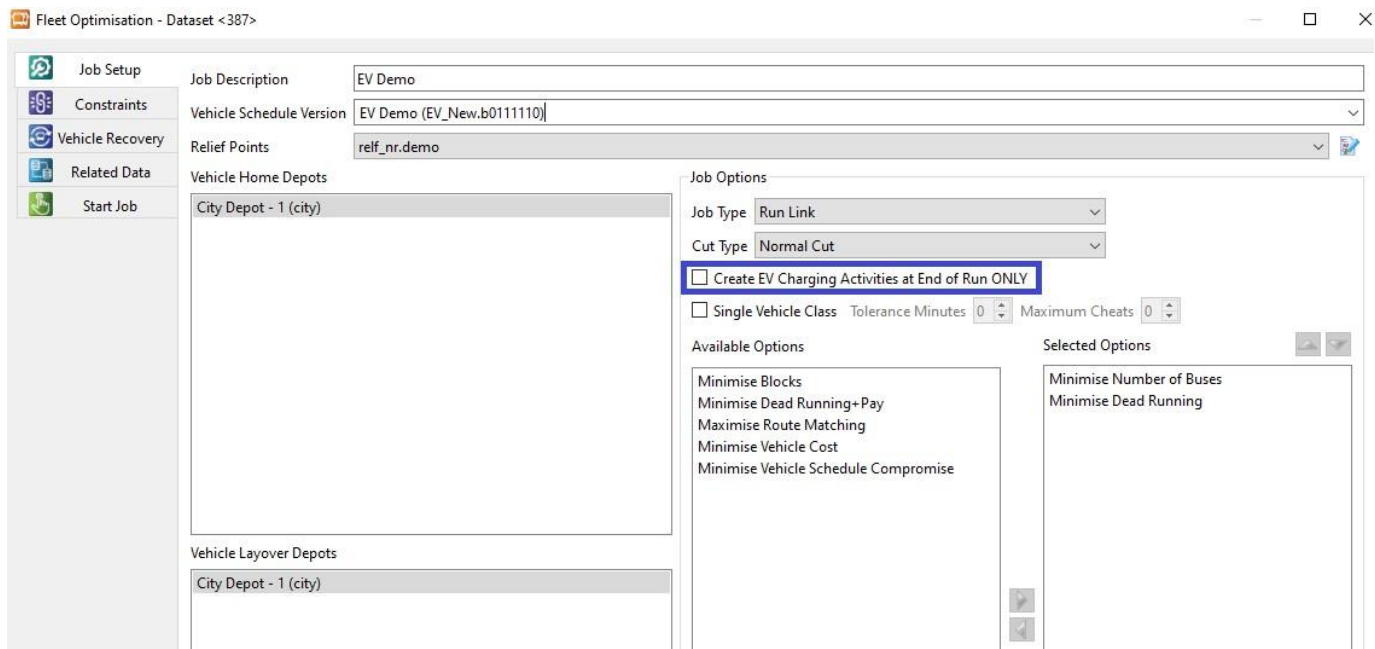 Fleet Optimisation - Dataset <387>
Job Setup
Constraints
Vehicle Recovery
Related Data
Start Job
Job Description EV Demo
Vehicle Schedule Version EV Demo (EV_New.b0111110)
Relief Points relf_nr.demo
Vehicle Home Depots
City Depot - 1 (city)
Vehicle Layover Depots
City Depot - 1 (city)
Job Options
Job Type Run Link
Cut Type Normal Cut
Create EV Charging Activities at End of Run ONLY
Single Vehicle Class Tolerance Minutes 0 Maximum Cheats 0
Available Options
Minimise Blocks
Minimise Dead Running+Pay
Maximise Route Matching
Minimise Vehicle Cost
Minimise Vehicle Schedule Compromise
Selected Options
Minimise Number of Buses
Minimise Dead Running